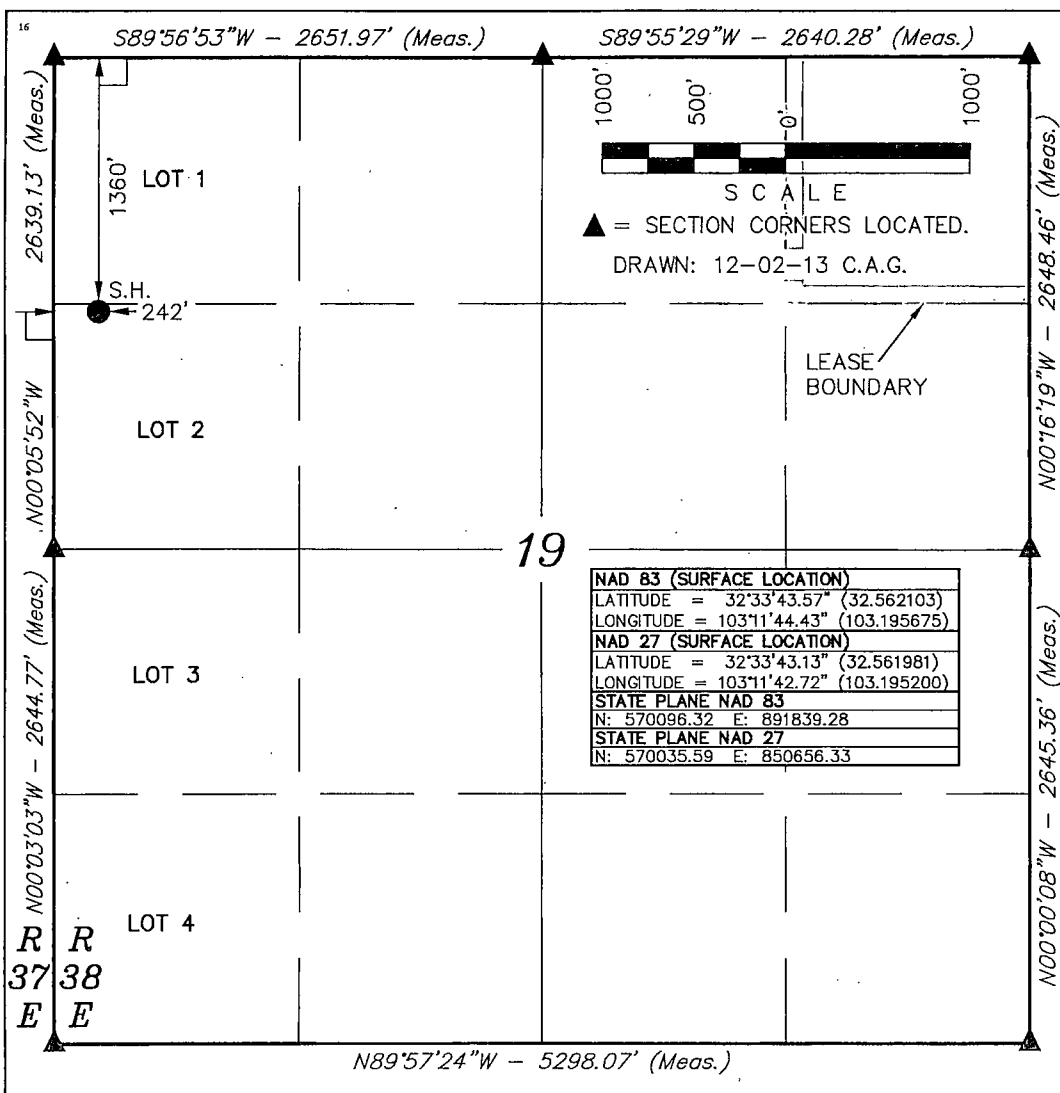 16
S89°56'53"W - 2651.97' (Meas.)
S89°55'29"W - 2640.28' (Meas.)
2639.13' (Meas.)
N00°05'52"W
1000'
500'
0'
1000'
SCALE
1360'
LOT 1
▲ = SECTION CORNERS LOCATED.
DRAWN: 12-02-13 C.A.G.
N00°16'19"W - 2648.46' (Meas.)
S.H.
242'
LEASE
BOUNDARY
LOT 2
19
NAD 83 (SURFACE LOCATION)
LATITUDE = 32°33'43.57" (32.562103)
LONGITUDE = 103°11'44.43" (103.195675)
NAD 27 (SURFACE LOCATION)
LATITUDE = 32°33'43.13" (32.561981)
LONGITUDE = 103°11'42.72" (103.195200)
STATE PLANE NAD 83
N: 570096.32 E: 891839.28
STATE PLANE NAD 27
N: 570035.59 E: 850656.33
N00°03'03"W - 2644.77' (Meas.)
LOT 3
N00°00'08"W - 2645.36' (Meas.)
LOT 4
R R
37 38
E E
N89°57'24"W - 5298.07' (Meas.)